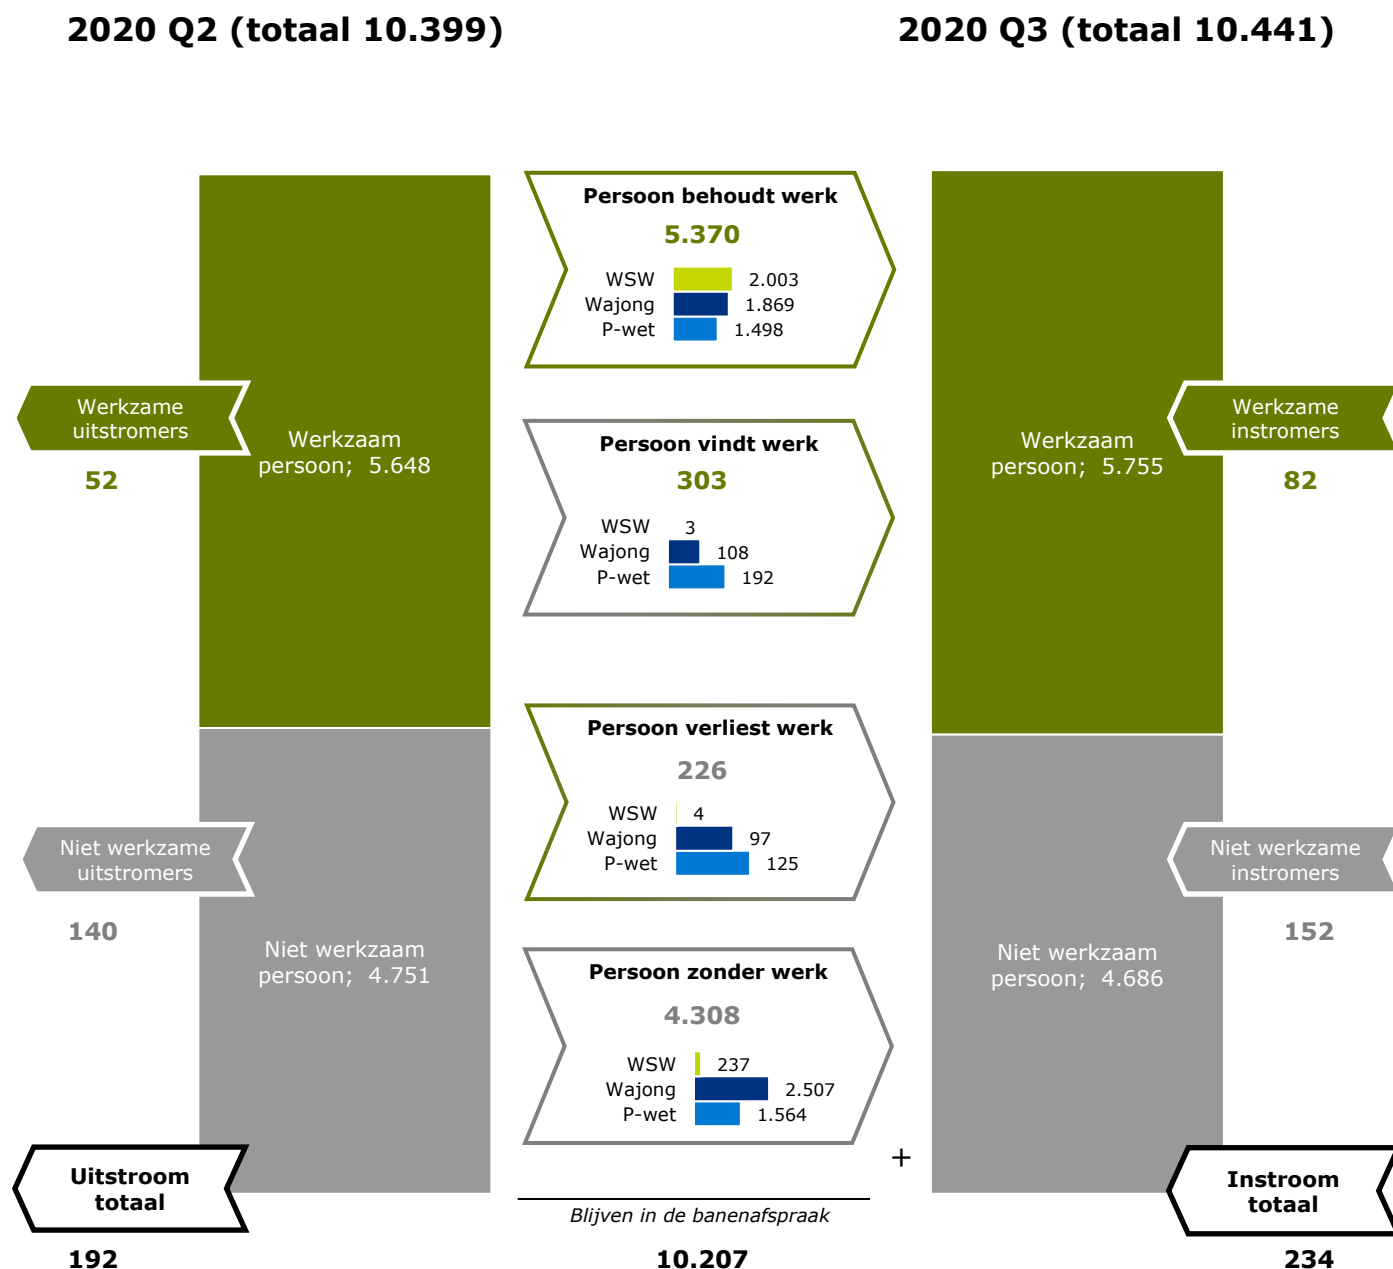 2020 Q2 (totaal 10.399)
2020 Q3 (totaal 10.441)
Persoon behoudt werk
5.370
WSW 2.003
Wajong 1.869
P-wet 1.498
Werkzame
uitstromers
52
Werkzaam
persoon; 5.648
Persoon vindt werk
303
WSW 3
Wajong 108
P-wet 192
Werkzaam
persoon; 5.755
Werkzame
instromers
82
Persoon verliest werk
226
WSW 4
Wajong 97
P-wet 125
Niet werkzame
uitstromers
140
Niet werkzaam
persoon; 4.751
Persoon zonder werk
4.308
WSW 237
Wajong 2.507
P-wet 1.564
Niet werkzaam
persoon; 4.686
Niet werkzame
instromers
152
+
Uitstroom
totaal
192
Blijven in de banenafspraak
10.207
Instroom
totaal
234